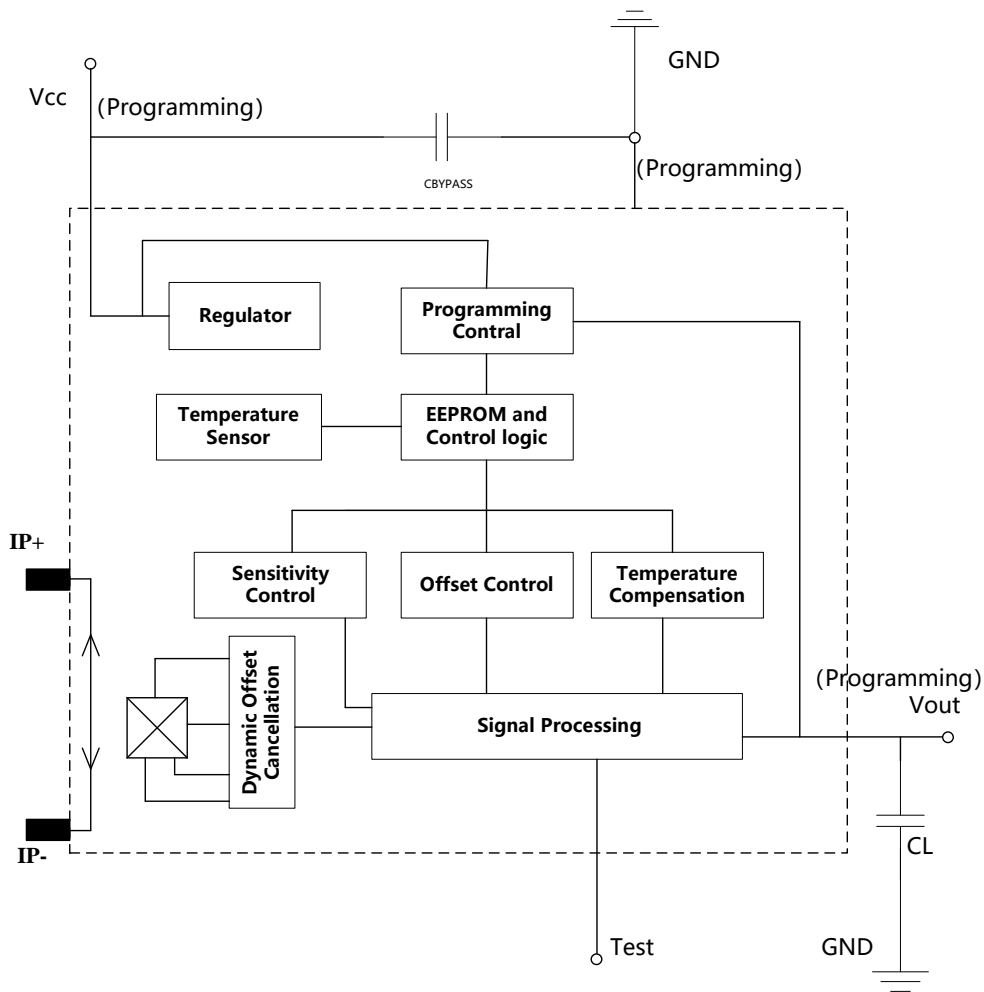 GND
Vcc
(Programming)
(Programming)
CBYPASS
Regulator
Programming
Contral
Temperature
Sensor
EEPROM and
Control logic
IP+
Sensitivity
Control
Offset Control
Temperature
Compensation
Dynamic Offset
Cancellation
Signal Processing
(Programming)
Vout
IP-
CL
Test
GND